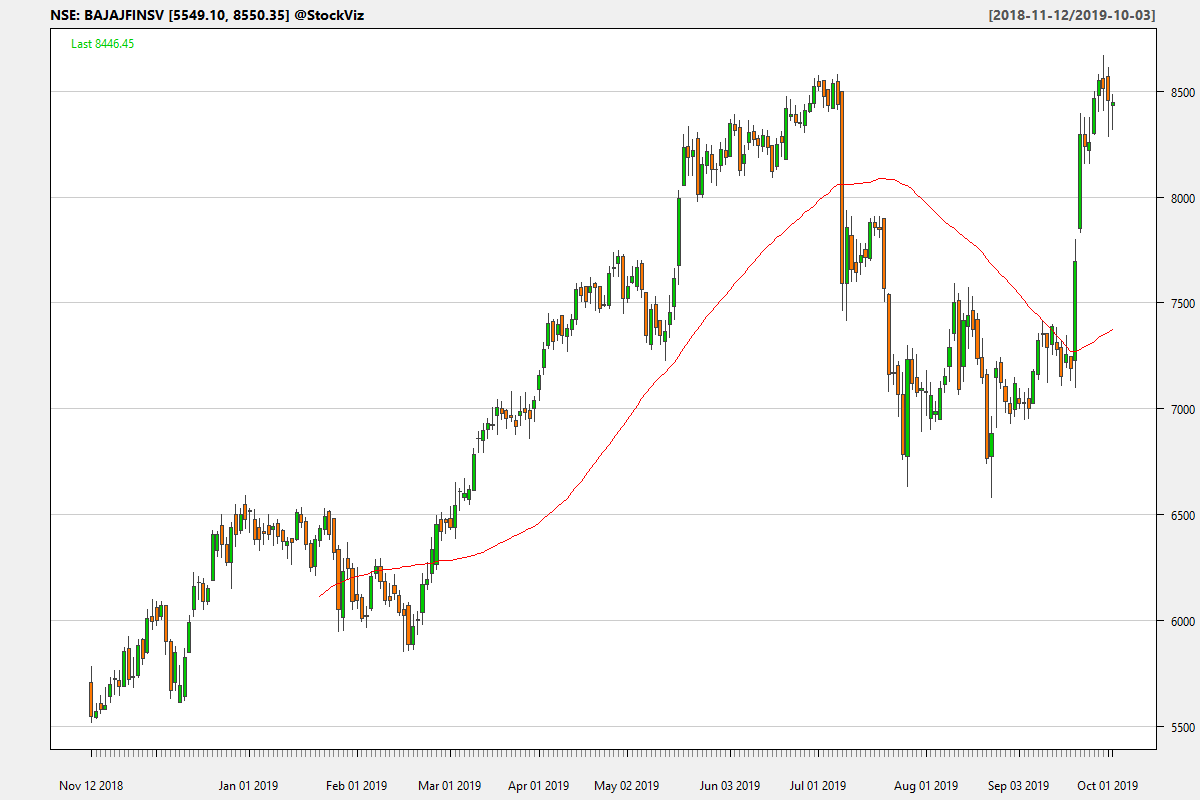 NSE: BAJAJFINSV [5549.10, 8550.35] @StockViz
[2018-11-12/2019-10-03]
Last 8446.45
8500
8000
7500
7000
6500
6000
5500
Nov 12 2018
Jan 01 2019
Feb 01 2019
Mar 01 2019
Apr 01 2019
May 02 2019
Jun 03 2019
Jul 01 2019
Aug 01 2019
Sep 03 2019
Oct 01 2019